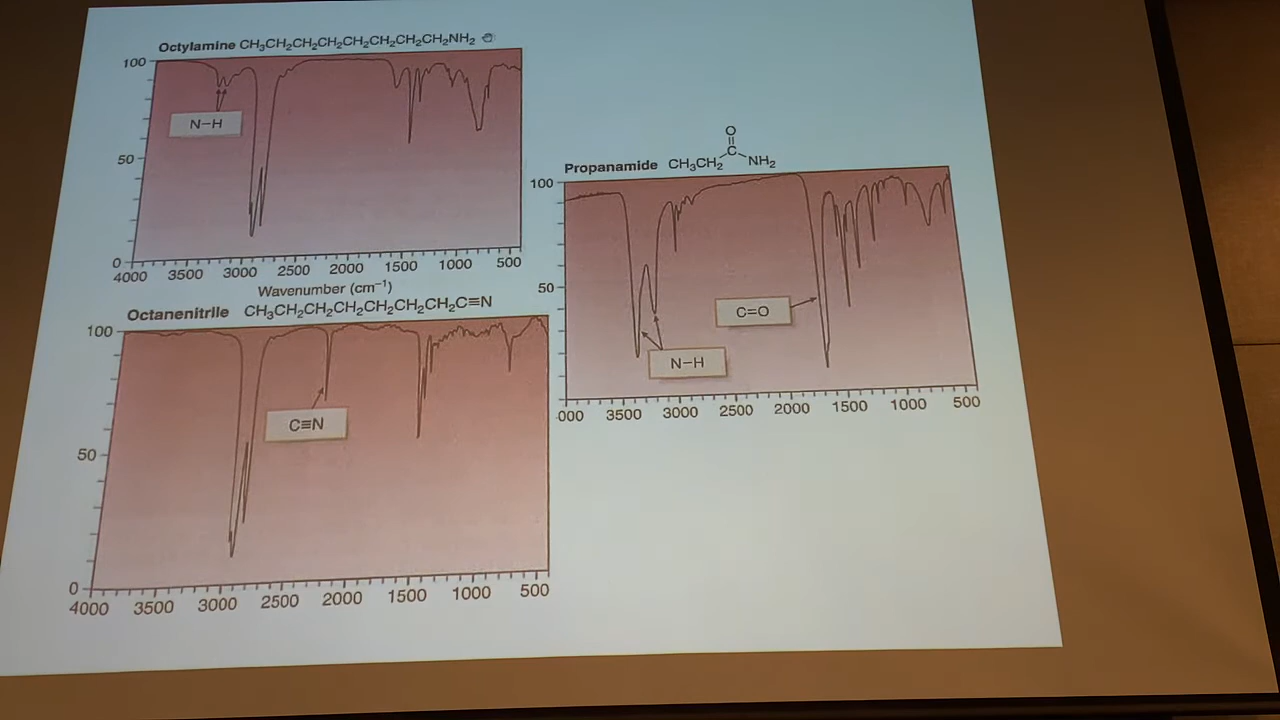 Octylamine CH₃CH₂CH₂CH₂CH₂CH₂CH₂CH₂NH₂
100
N–H
50
0
4000 3500 3000 2500 2000 1500 1000 500
Wavenumber (cm⁻¹)
Octanenitrile CH₃CH₂CH₂CH₂CH₂CH₂CH₂C≡N
100
C≡N
50
0
4000 3500 3000 2500 2000 1500 1000 500
O
Propanamide CH₃CH₂ C NH₂
100
50
C=O
N–H
000 3500 3000 2500 2000 1500 1000 500